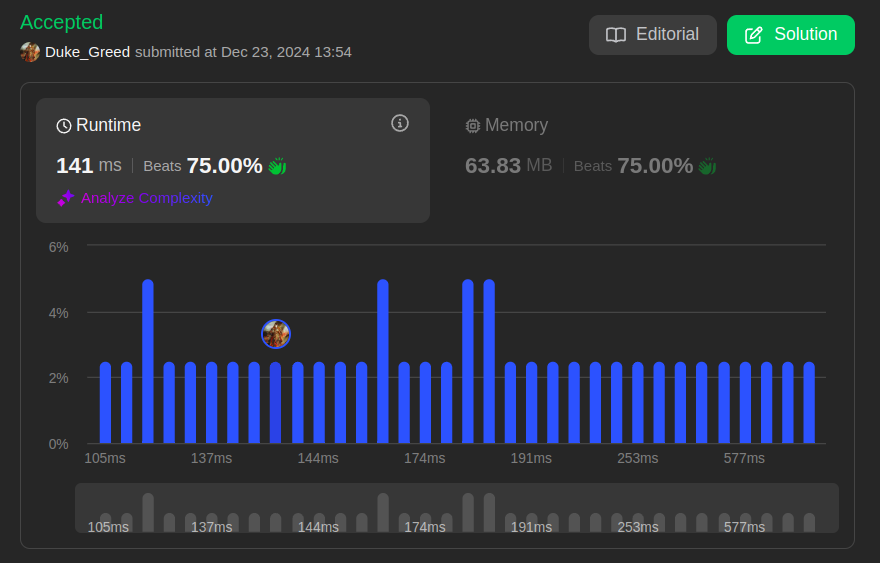 Accepted
Duke_Greed submitted at Dec 23, 2024 13:54
Editorial
Solution
Runtime
141 ms | Beats 75.00%
Analyze Complexity
Memory
63.83 MB | Beats 75.00%
6%
4%
2%
0%
105ms 137ms 144ms 174ms 191ms 253ms 577ms
105ms 137ms 144ms 174ms 191ms 253ms 577ms